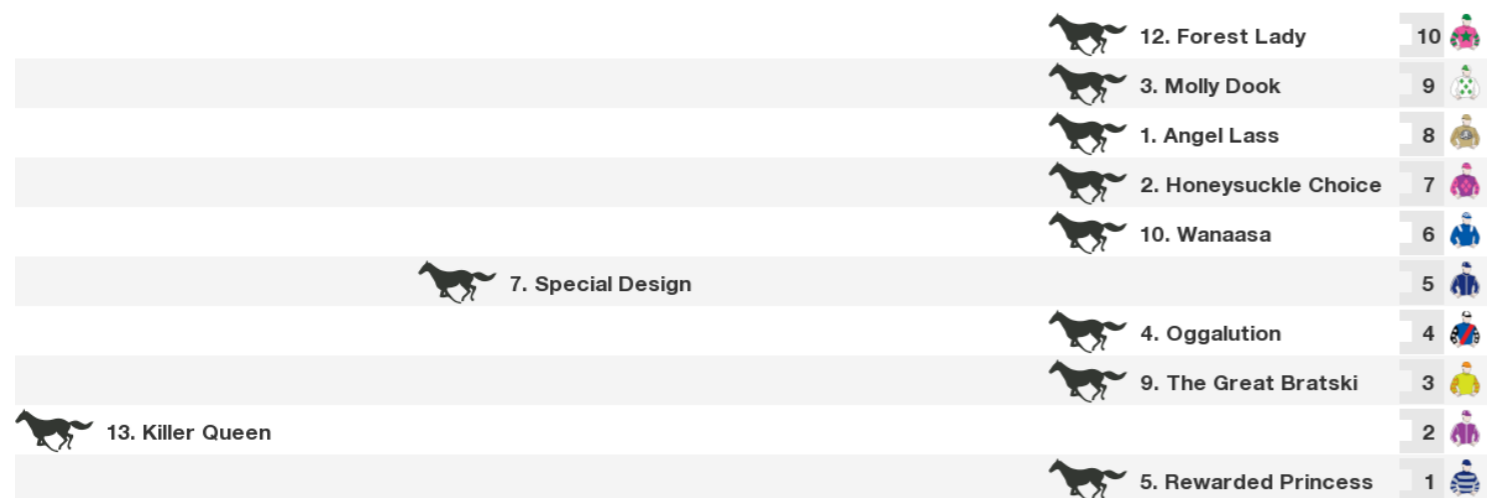 12. Forest Lady 10
3. Molly Dook 9
1. Angel Lass 8
2. Honeysuckle Choice 7
10. Wanaasa 6
7. Special Design 5
4. Oggalution 4
9. The Great Bratski 3
13. Killer Queen 2
5. Rewarded Princess 1